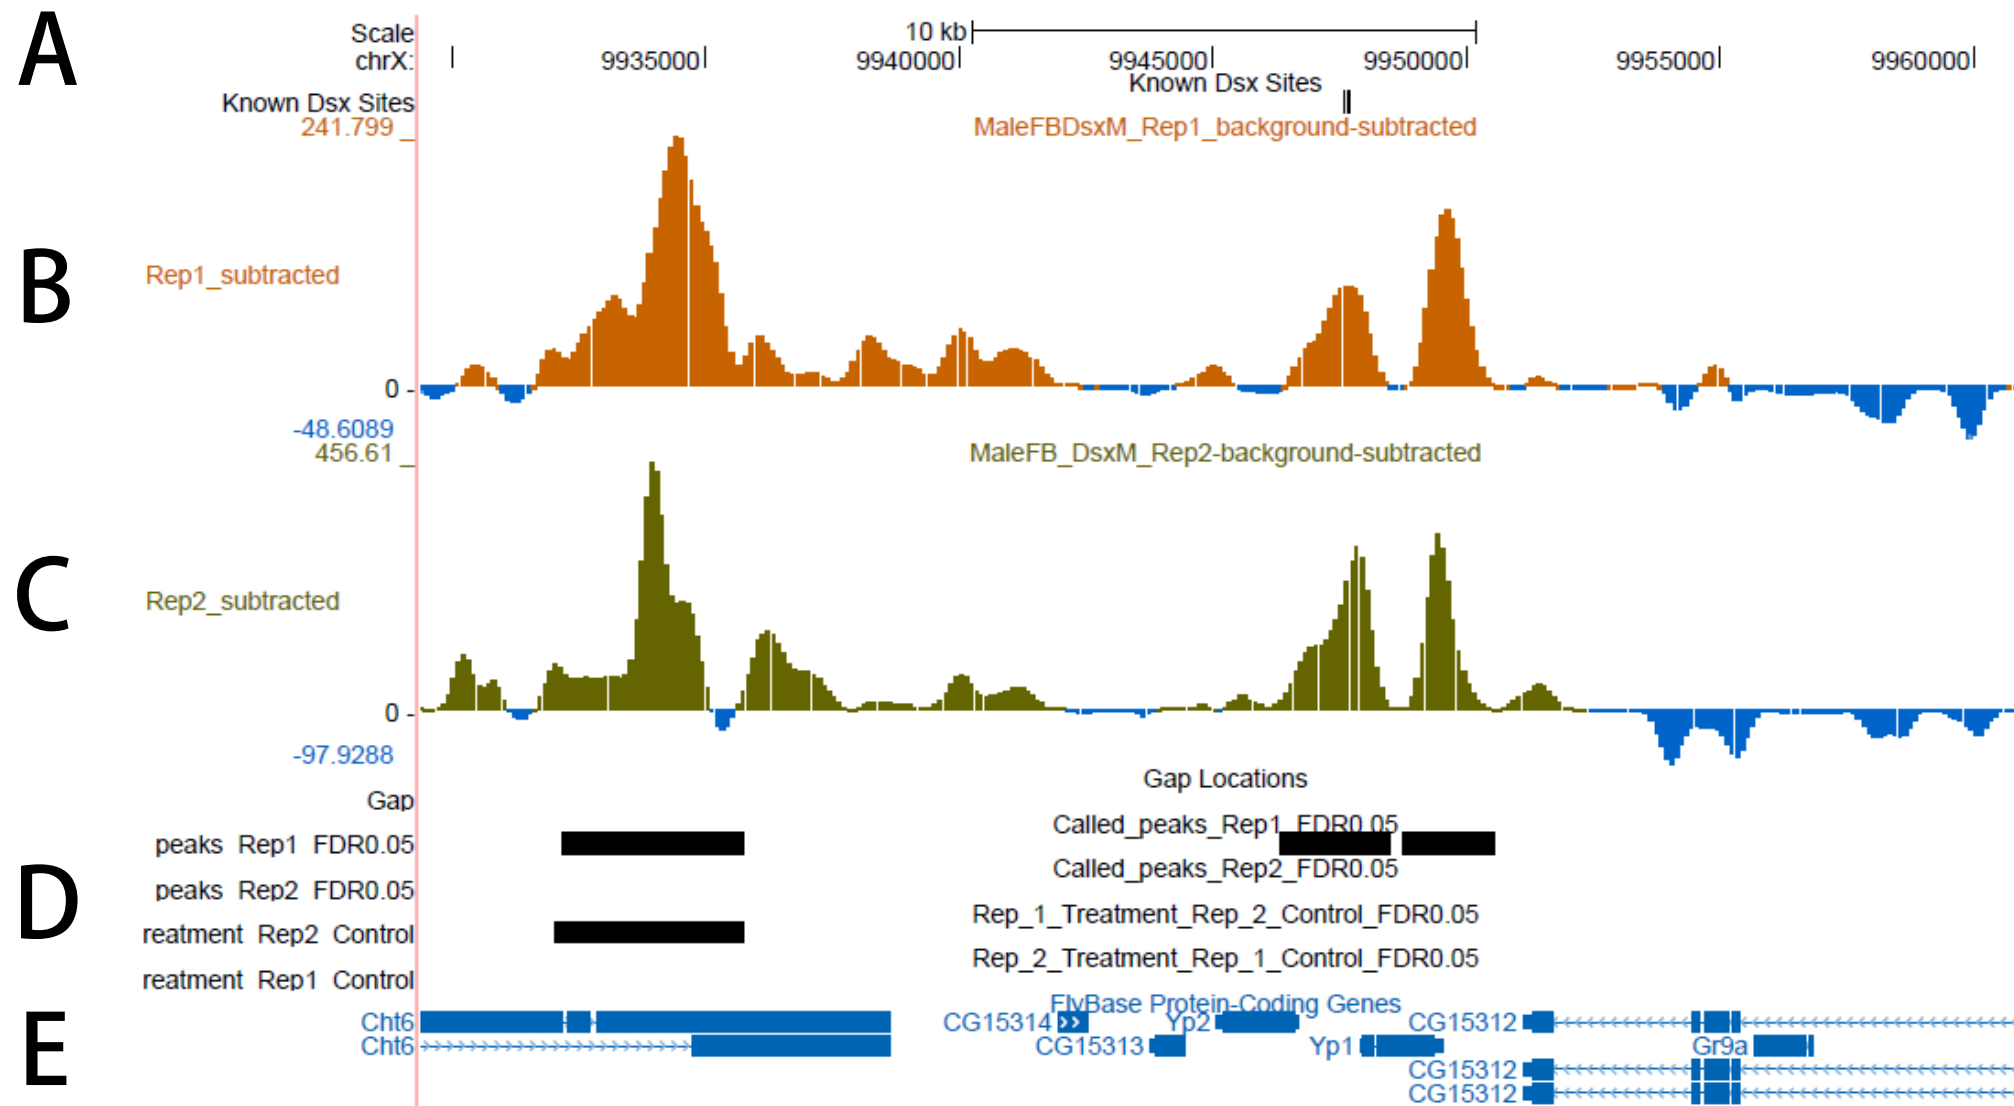 A
Scale 10 kb
chrX: 9935000 9940000 9945000 9950000 9955000 9960000
Known Dsx Sites
Known Dsx Sites
241.799 _ MaleFBDsxM_Rep1_background-subtracted
B
Rep1_subtracted
0 -
-48.6089
456.61 _ MaleFB_DsxM_Rep2-background-subtracted
C
Rep2_subtracted
0 -
-97.9288
Gap Locations
Gap
Called_peaks_Rep1_FDR0.05
peaks Rep1 FDR0.05
Called_peaks_Rep2_FDR0.05
D
peaks Rep2 FDR0.05
Rep_1_Treatment_Rep_2_Control_FDR0.05
reatment Rep2 Control
Rep_2_Treatment_Rep_1_Control_FDR0.05
reatment Rep1 Control
FlyBase Protein-Coding Genes
E
Cht6 CG15314 Yp2 CG15312
Cht6 CG15313 Yp1 Gr9a
CG15312
CG15312